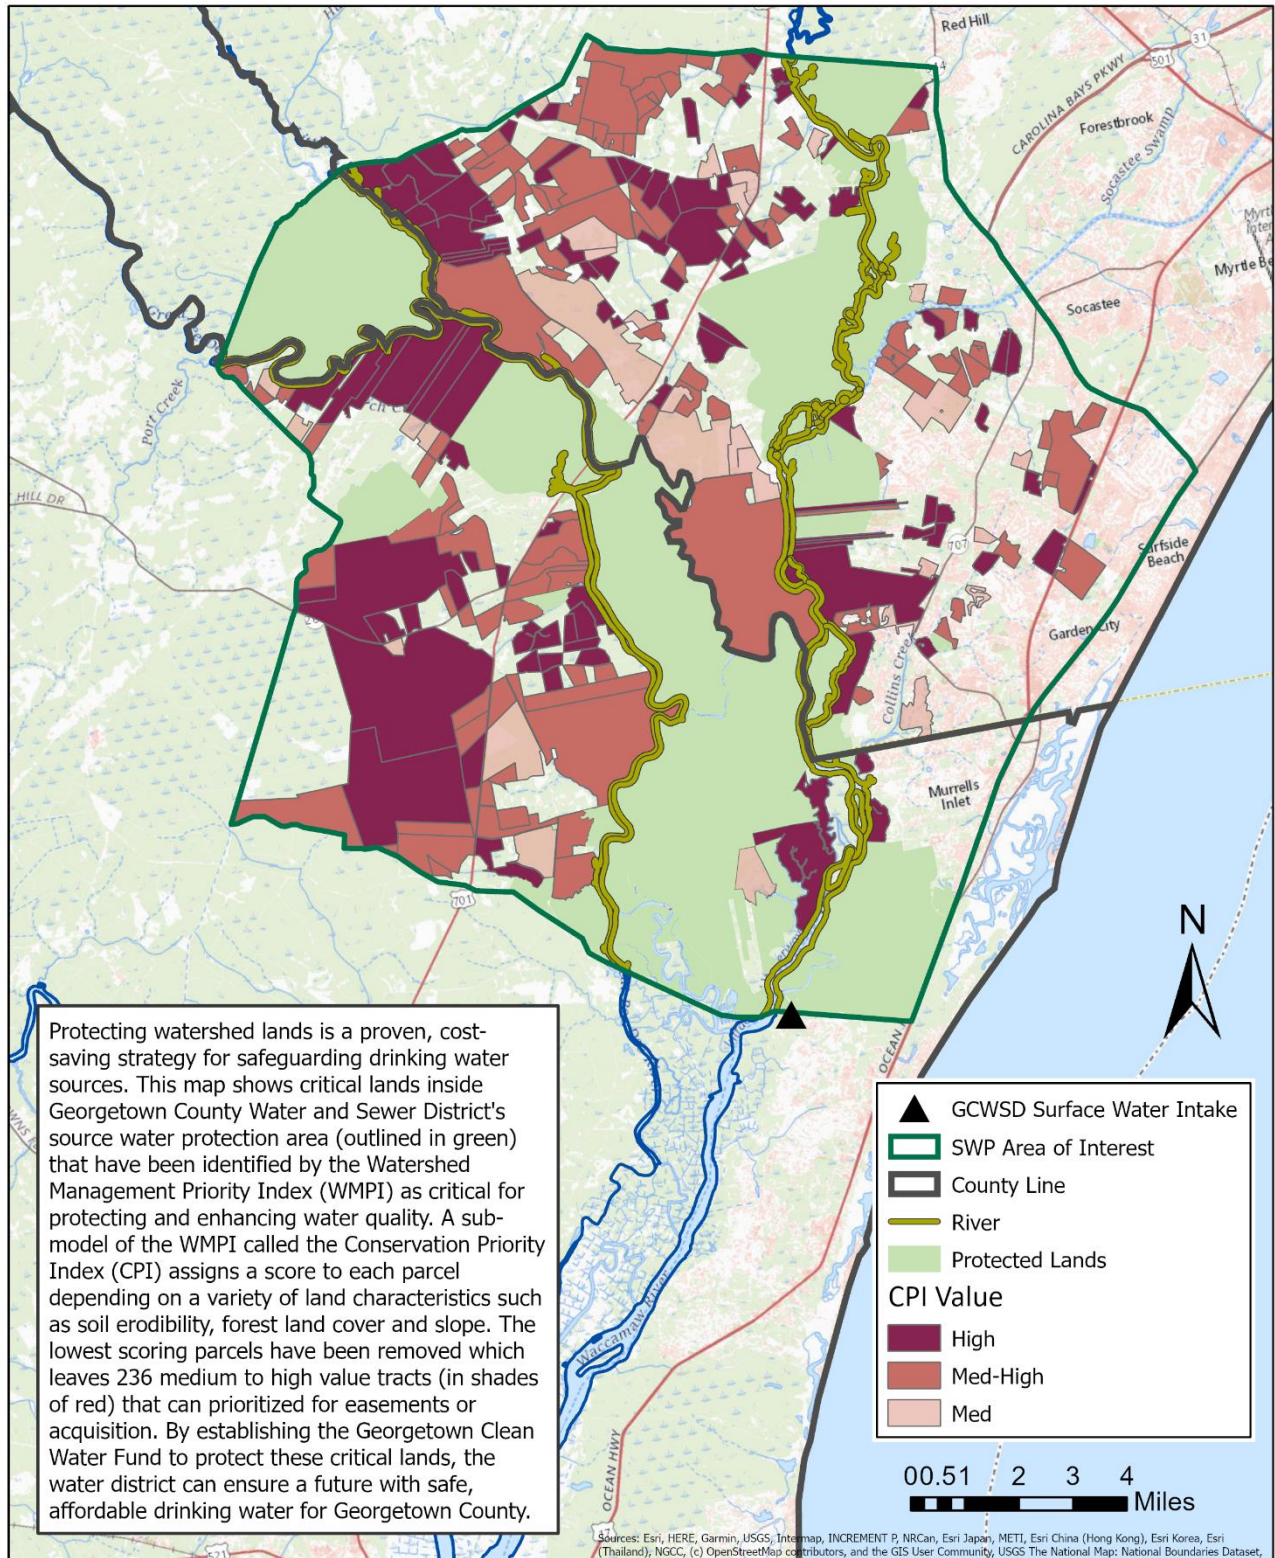 Red Hill
31
501
CAROLINA BAYS PKWY
Forestbrook
Socastee Swamp
Myrtle Be
Socastee
Port Creek
HILL DR
707
Surfside
Beach
Garden City
Collins Creek
Murrells
Inlet
701
N
OCEAN H
Waccamaw River
OCEAN HWY
17
521
Protecting watershed lands is a proven, cost-
saving strategy for safeguarding drinking water
sources. This map shows critical lands inside
Georgetown County Water and Sewer District's
source water protection area (outlined in green)
that have been identified by the Watershed
Management Priority Index (WMPI) as critical for
protecting and enhancing water quality. A sub-
model of the WMPI called the Conservation Priority
Index (CPI) assigns a score to each parcel
depending on a variety of land characteristics such
as soil erodibility, forest land cover and slope. The
lowest scoring parcels have been removed which
leaves 236 medium to high value tracts (in shades
of red) that can prioritized for easements or
acquisition. By establishing the Georgetown Clean
Water Fund to protect these critical lands, the
water district can ensure a future with safe,
affordable drinking water for Georgetown County.
GCWSD Surface Water Intake
SWP Area of Interest
County Line
River
Protected Lands
CPI Value
High
Med-High
Med
00.51 2 3 4
Miles
Sources: Esri, HERE, Garmin, USGS, Intermap, INCREMENT P, NRCan, Esri Japan, METI, Esri China (Hong Kong), Esri Korea, Esri
(Thailand), NGCC, (c) OpenStreetMap contributors, and the GIS User Community, USGS The National Map: National Boundaries Dataset,